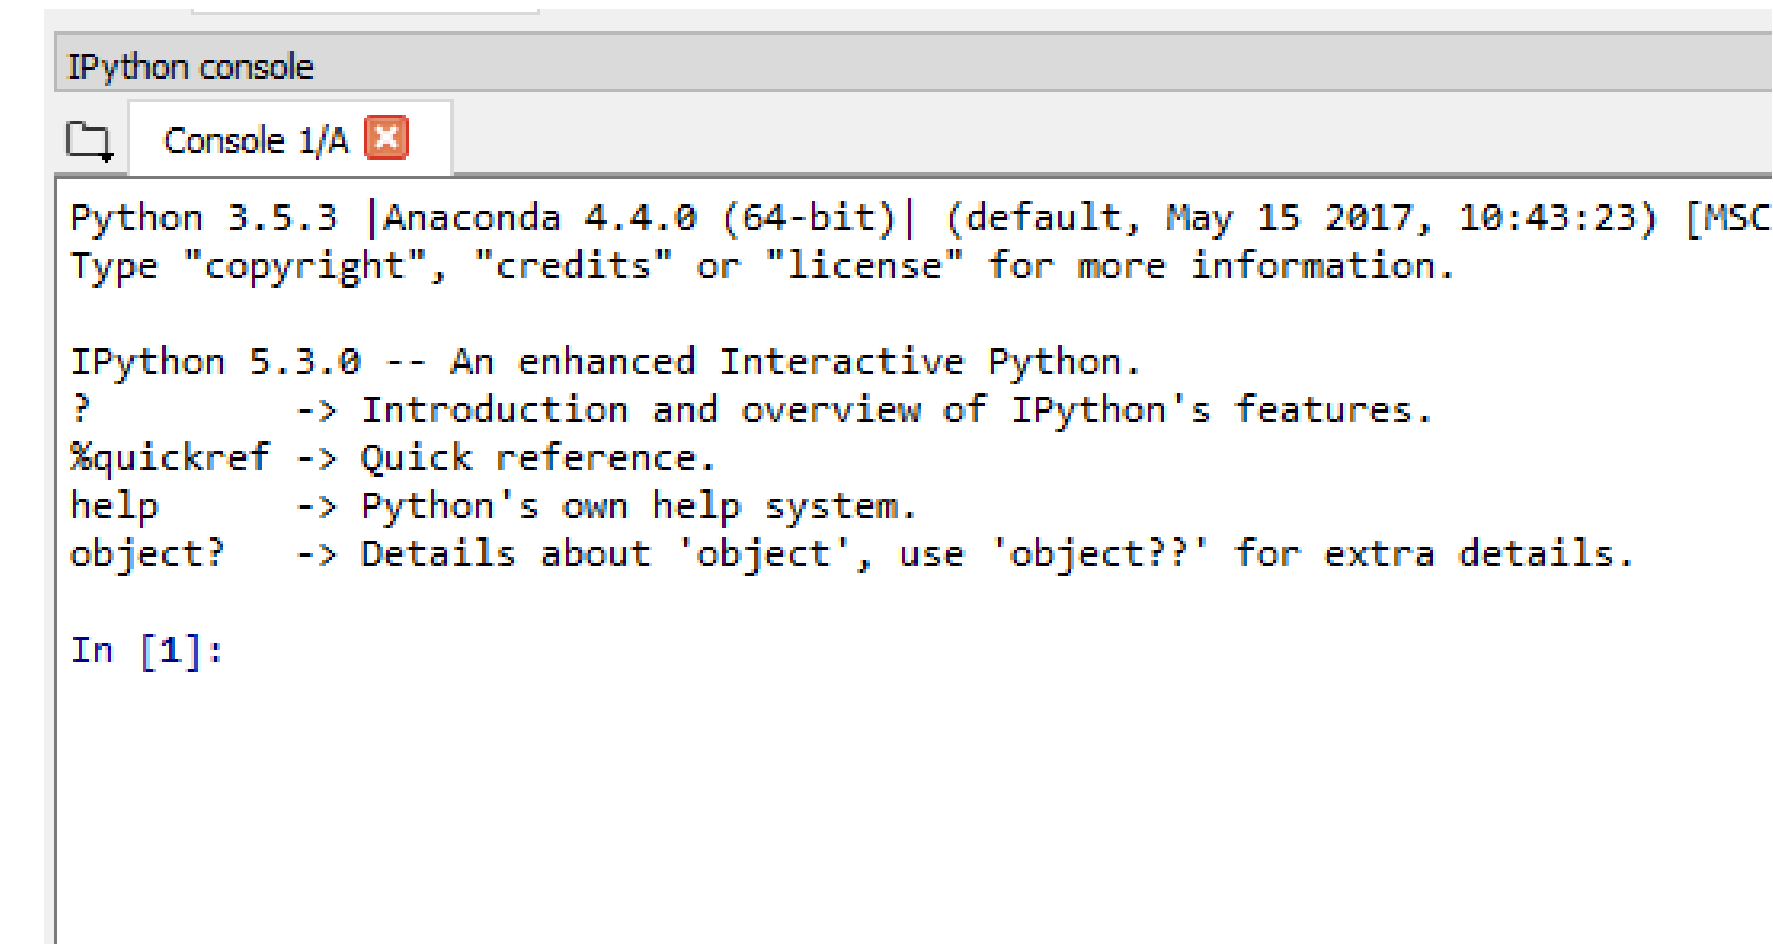 IPython console
Console 1/A
Python 3.5.3 |Anaconda 4.4.0 (64-bit)| (default, May 15 2017, 10:43:23) [MSC
Type "copyright", "credits" or "license" for more information.
IPython 5.3.0 -- An enhanced Interactive Python.
?         -> Introduction and overview of IPython's features.
%quickref -> Quick reference.
help      -> Python's own help system.
object?   -> Details about 'object', use 'object??' for extra details.
In [1]: